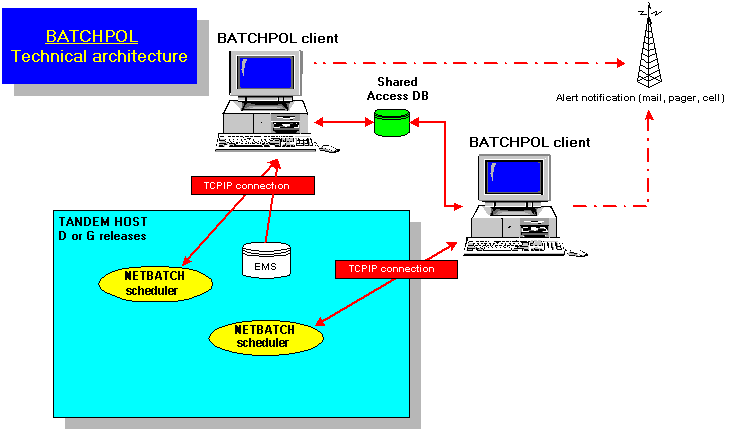 BATCHPOL
Technical architecture
BATCHPOL client
Shared
Access DB
Alert notification (mail, pager, cell)
BATCHPOL client
TCPIP connection
TANDEM HOST
D or G releases
EMS
TCPIP connection
NETBATCH
scheduler
NETBATCH
scheduler